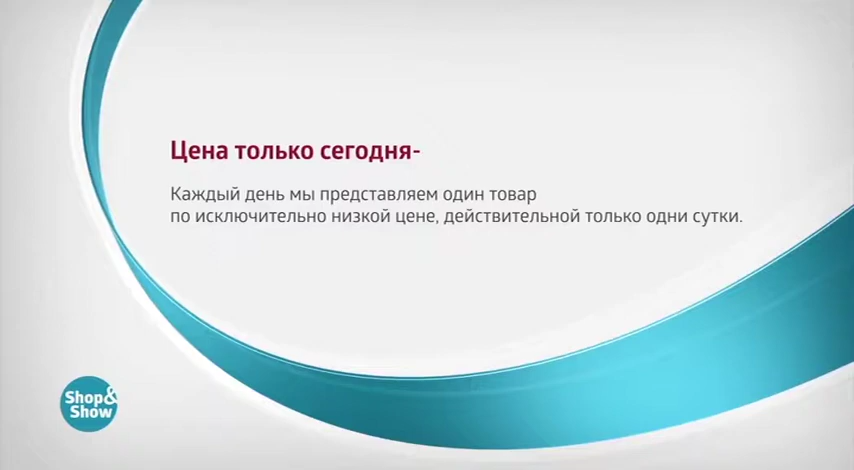 Цена только сегодня-
Каждый день мы представляем один товар
по исключительно низкой цене, действительной только одни сутки.
Shop&
Show